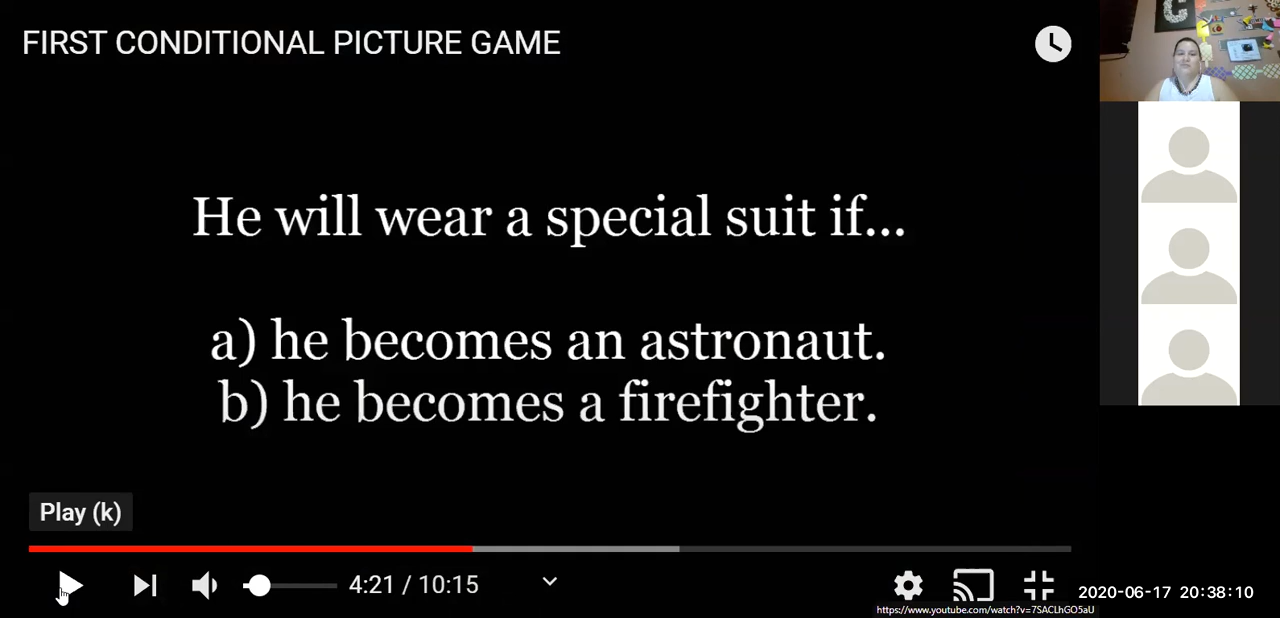 FIRST CONDITIONAL PICTURE GAME
C
He will wear a special suit if...
a) he becomes an astronaut.
b) he becomes a firefighter.
Play (k)
4:21 / 10:15
2020-06-17 20:38:10
https://www.youtube.com/watch?v=7SACLhGO5aU